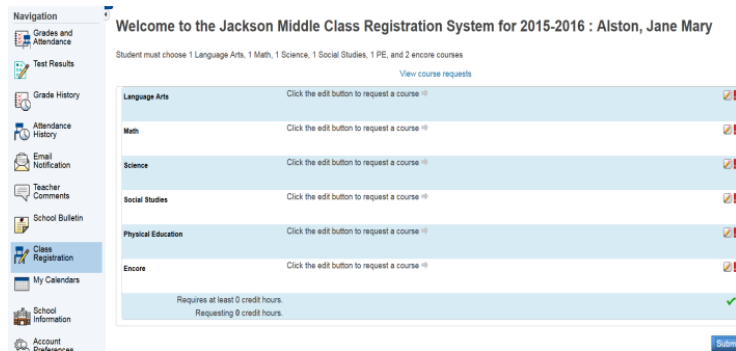 Navigation
Grades and
Attendance
Test Results
Grade History
Attendance
History
Email
Notification
Teacher
Comments
School Bulletin
Class
Registration
My Calendars
School
Information
Account
Preferences
Welcome to the Jackson Middle Class Registration System for 2015-2016 : Alston, Jane Mary
Student must choose 1 Language Arts, 1 Math, 1 Science, 1 Social Studies, 1 PE, and 2 encore courses
View course requests
Language Arts Click the edit button to request a course
Math Click the edit button to request a course
Science Click the edit button to request a course
Social Studies Click the edit button to request a course
Physical Education Click the edit button to request a course
Encore Click the edit button to request a course
Requires at least 0 credit hours.
Requesting 0 credit hours.
Subm